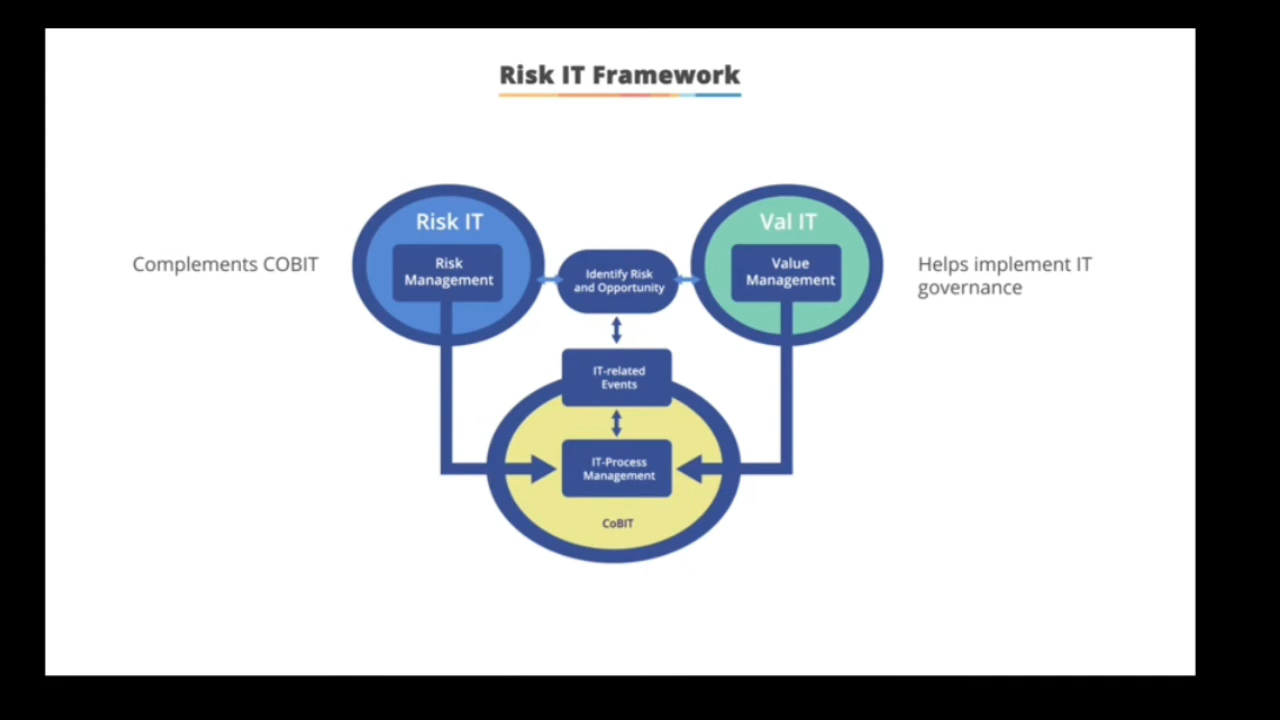 Risk IT Framework
Risk IT
Val IT
Complements COBIT
Risk
Management
Identify Risk
and Opportunity
Value
Management
Helps implement IT
governance
IT-related
Events
IT-Process
Management
CoBIT